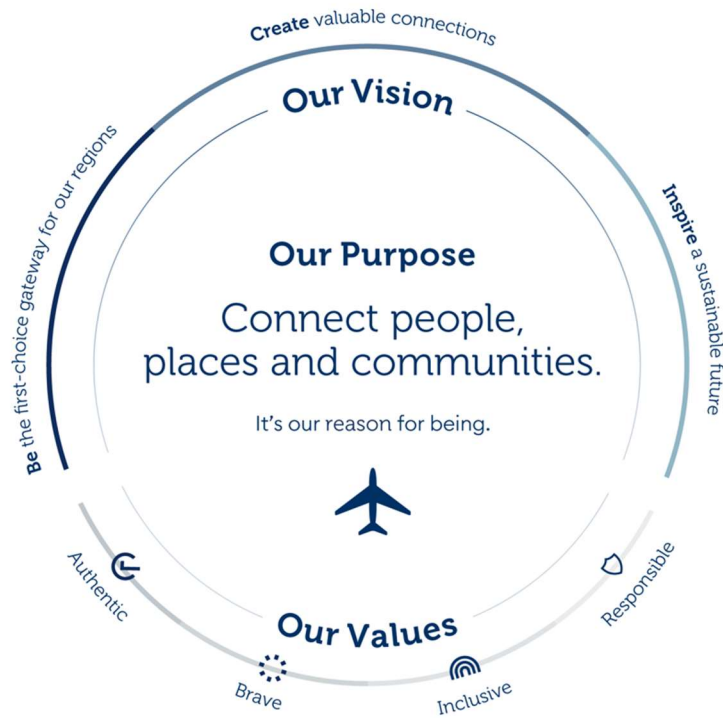 Create valuable connections
Our Vision
Be the first-choice gateway for our regions
Inspire a sustainable future
Our Purpose
Connect people,
places and communities.
It's our reason for being.
Our Values
Authentic
Brave
Inclusive
Responsible